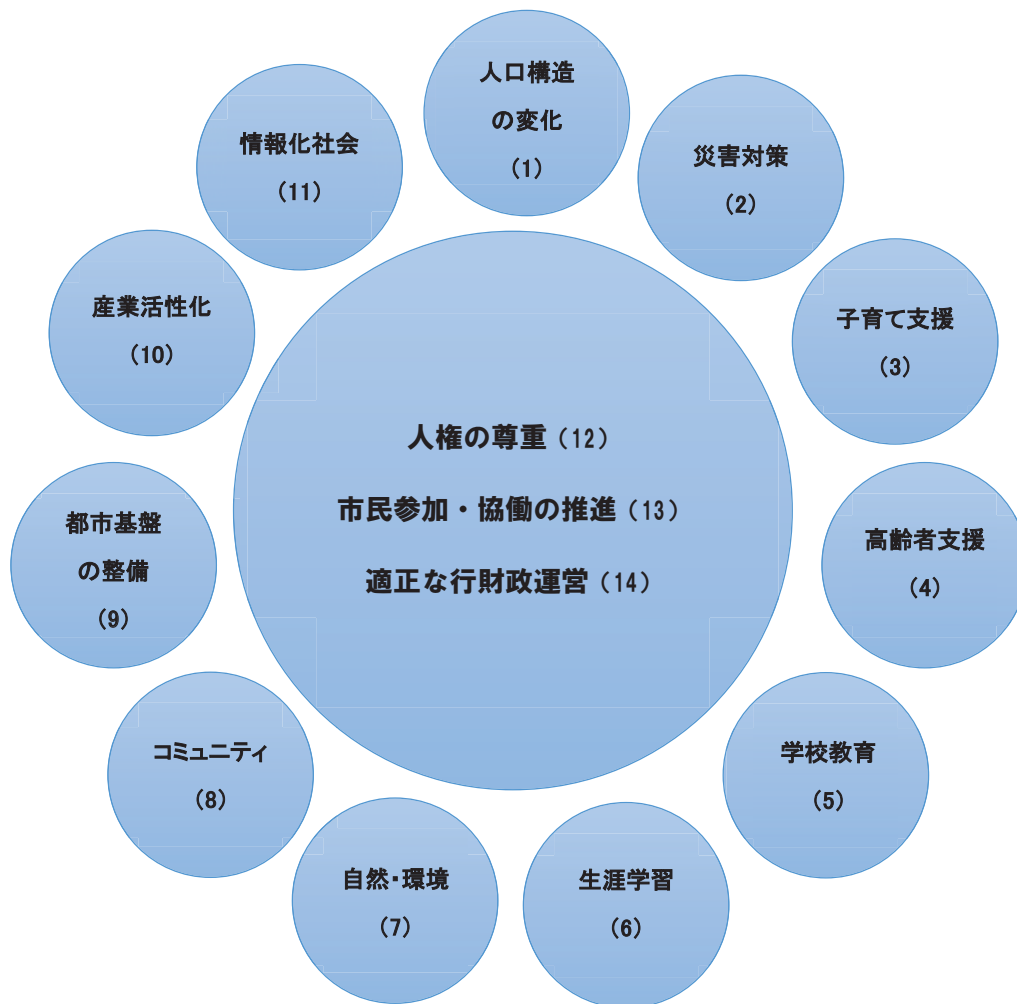 人口構造
の変化
(1)
災害対策
(2)
子育て支援
(3)
高齢者支援
(4)
学校教育
(5)
生涯学習
(6)
自然・環境
(7)
コミュニティ
(8)
都市基盤
の整備
(9)
産業活性化
(10)
情報化社会
(11)
人権の尊重(12)
市民参加・協働の推進(13)
適正な行財政運営(14)